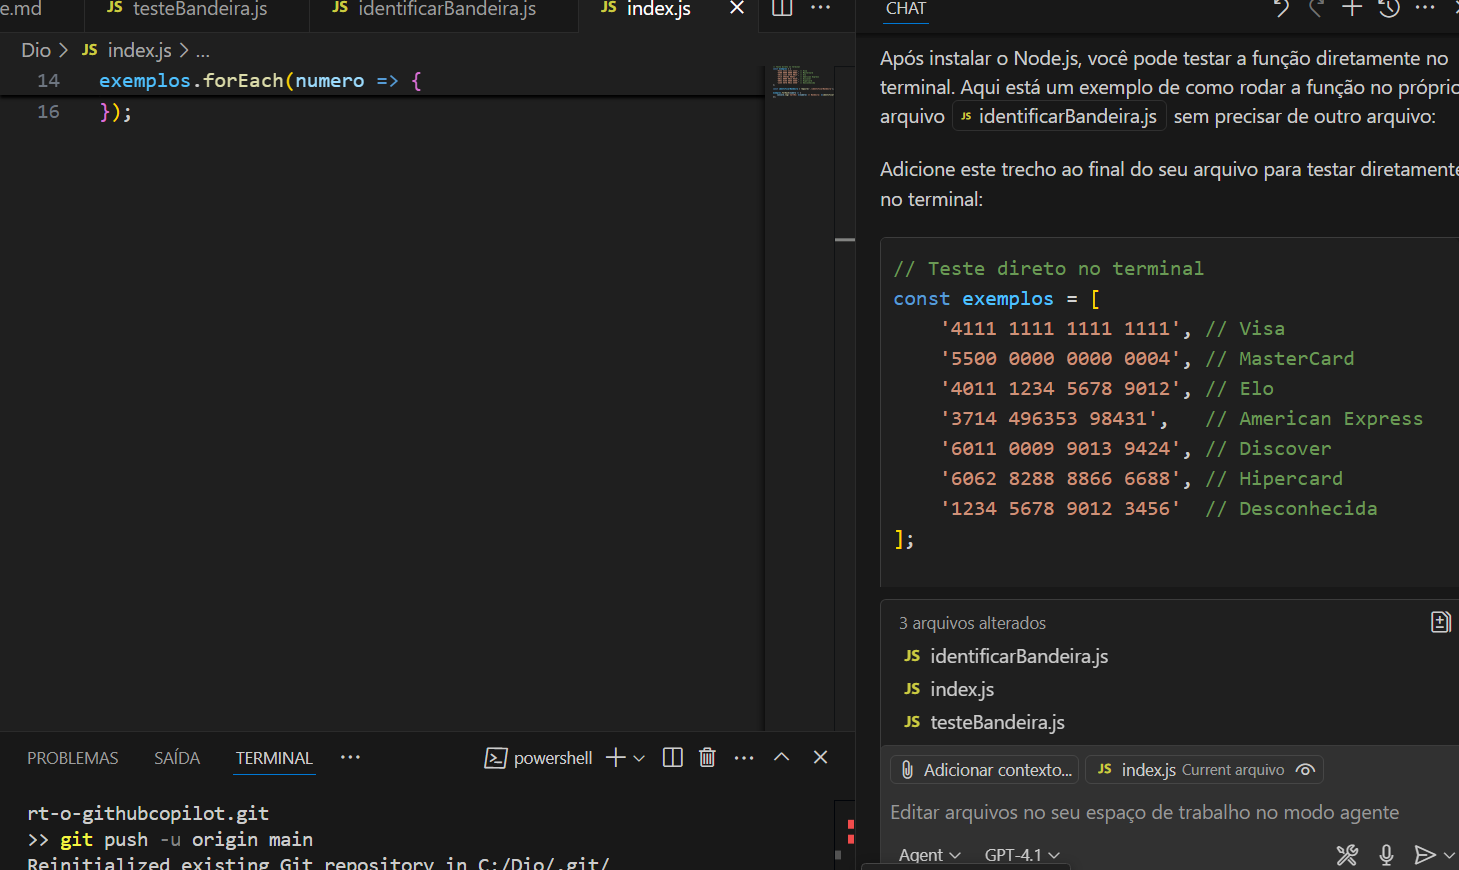 e.md
JS testeBandeira.js
JS identificarBandeira.js
JS index.js
Dio > JS index.js > ...
14 exemplos.forEach(numero => {
16 });
PROBLEMAS SAÍDA TERMINAL powershell
rt-o-githubcopilot.git
>> git push -u origin main
Reinitialized existing Git repository in C:/Dio/.git/
CHAT
Após instalar o Node.js, você pode testar a função diretamente no
terminal. Aqui está um exemplo de como rodar a função no próprio
arquivo JS identificarBandeira.js sem precisar de outro arquivo:
Adicione este trecho ao final do seu arquivo para testar diretamente
no terminal:
// Teste direto no terminal
const exemplos = [
'4111 1111 1111 1111', // Visa
'5500 0000 0000 0004', // MasterCard
'4011 1234 5678 9012', // Elo
'3714 496353 98431', // American Express
'6011 0009 9013 9424', // Discover
'6062 8288 8866 6688', // Hipercard
'1234 5678 9012 3456' // Desconhecida
];
3 arquivos alterados
JS identificarBandeira.js
JS index.js
JS testeBandeira.js
Adicionar contexto... JS index.js Current arquivo
Editar arquivos no seu espaço de trabalho no modo agente
Agent GPT-4.1